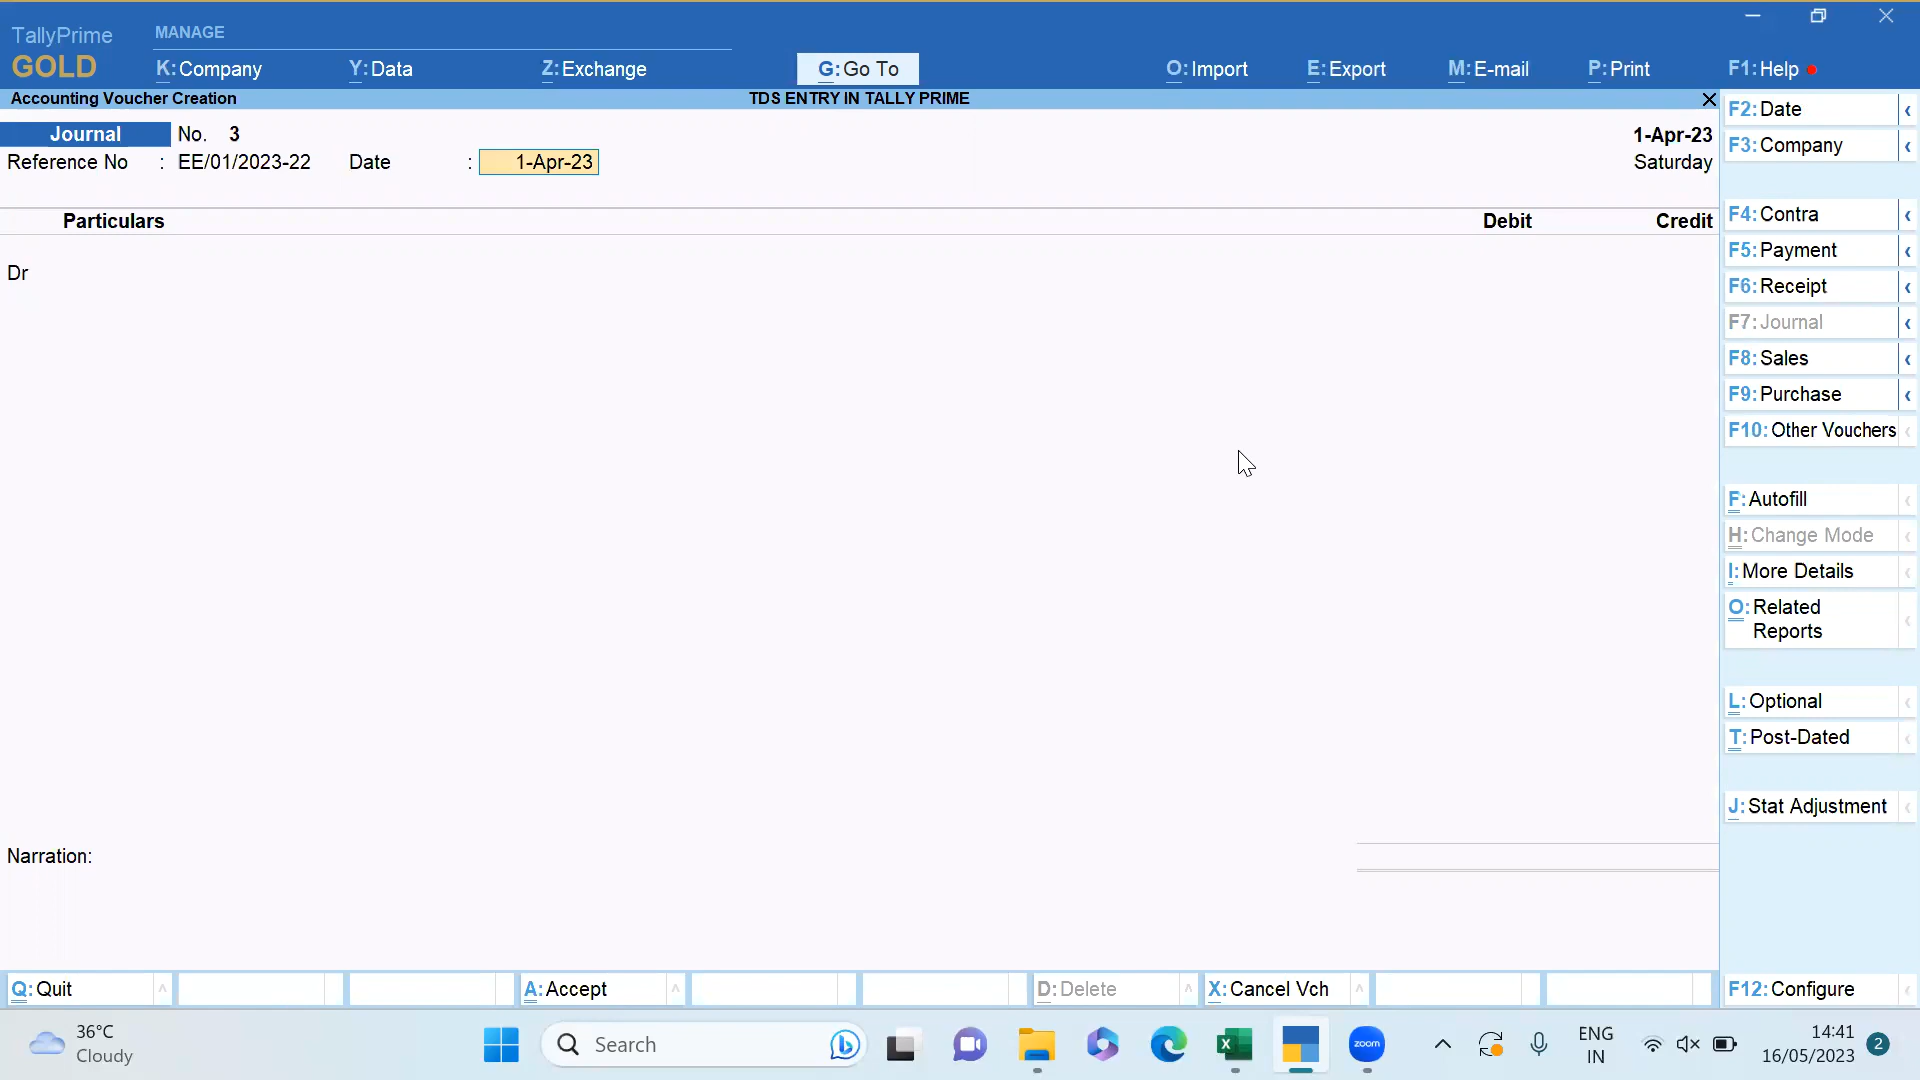 TallyPrime
GOLD
MANAGE
K:Company
Y:Data
Z:Exchange
G:Go To
O:Import
E:Export
M:E-mail
P:Print
F1:Help
Accounting Voucher Creation
TDS ENTRY IN TALLY PRIME
Journal No. 3
1-Apr-23
Reference No : EE/01/2023-22 Date : 1-Apr-23
Saturday
Particulars Debit Credit
Dr
Narration:
F2:Date
F3:Company
F4:Contra
F5:Payment
F6:Receipt
F7:Journal
F8:Sales
F9:Purchase
F10:Other Vouchers
F:Autofill
H:Change Mode
I:More Details
O:Related
Reports
L:Optional
T:Post-Dated
J:Stat Adjustment
F12:Configure
Q:Quit
A:Accept
D:Delete
X:Cancel Vch
36°C
Cloudy
Search
zoom
ENG
IN
14:41
16/05/2023
2